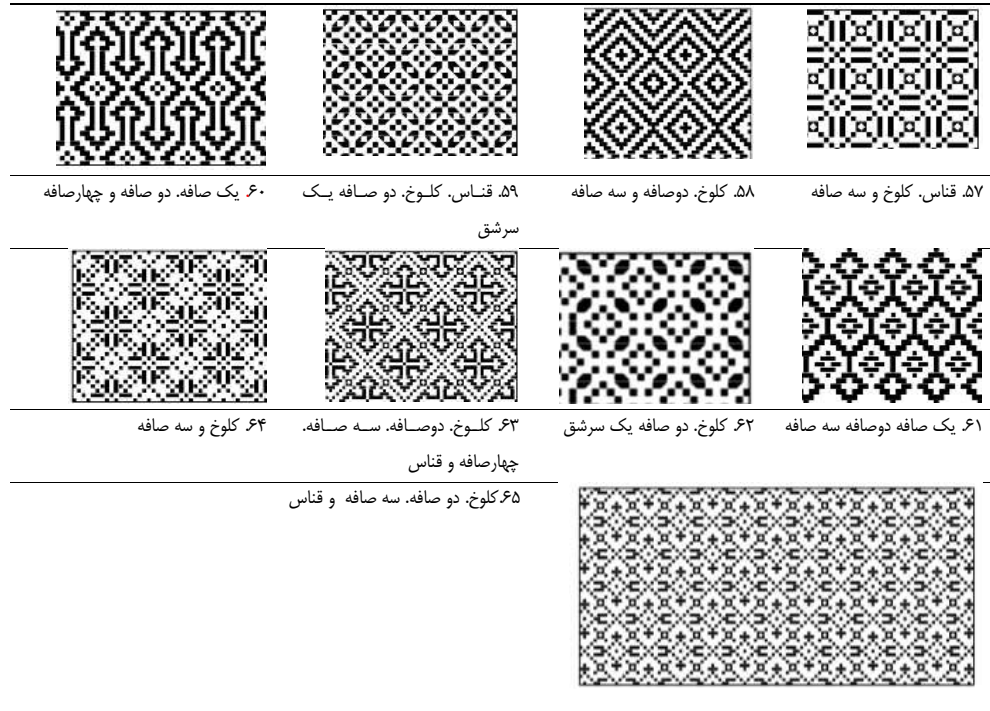 ۵۷. قناس. کلوخ و سه صافه
۵۸. کلوخ. دوصافه و سه صافه
۵۹. قناس. کلوخ. دو صافه یک
سرشق
۶۰. یک صافه. دو صافه و چهارصافه
۶۱. یک صافه دوصافه سه صافه
۶۲. کلوخ. دو صافه یک سرشق
۶۳. کلوخ. دوصافه. سه صافه.
چهارصافه و قناس
۶۴. کلوخ و سه صافه
۶۵.کلوخ. دو صافه. سه صافه و قناس